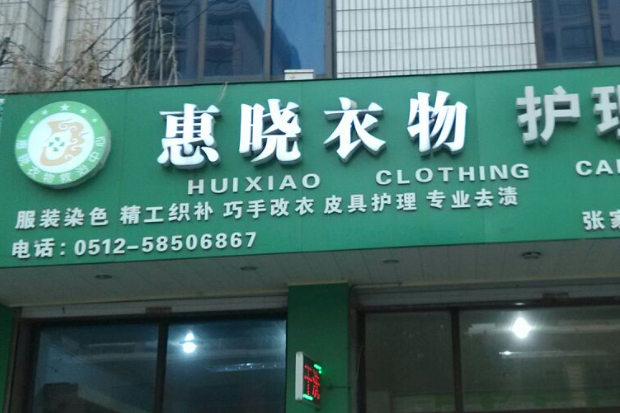 惠晓衣物 护理
HUIXIAO CLOTHING CA
服装染色 精工织补 巧手改衣 皮具护理 专业去渍
张家
电话：0512-58506867